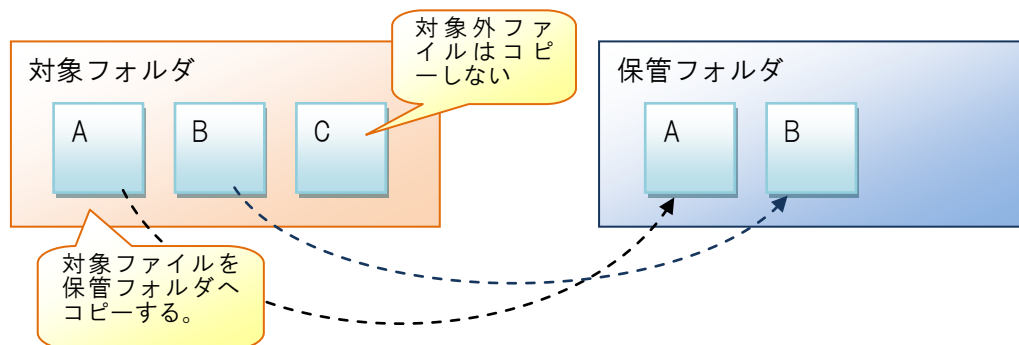 対象外ファ
イルはコピ
ーしない
対象フォルダ
A
B
C
保管フォルダ
A
B
対象ファイルを
保管フォルダへ
コピーする。